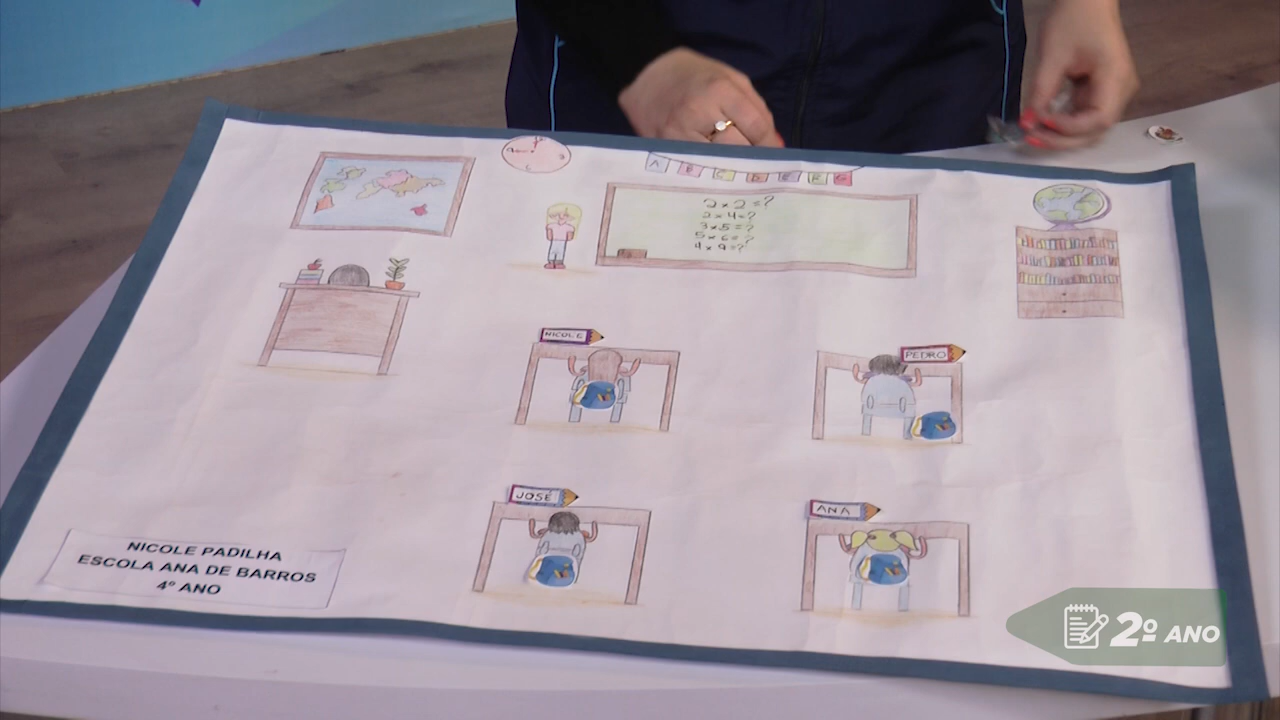 A B C D E F G
2 x 2 = ?
2 x 4 = ?
3 x 5 = ?
5 x 6 = ?
4 x 9 = ?
NICOLE
PEDRO
JOSÉ
ANA
NICOLE PADILHA
ESCOLA ANA DE BARROS
4º ANO
2º ANO